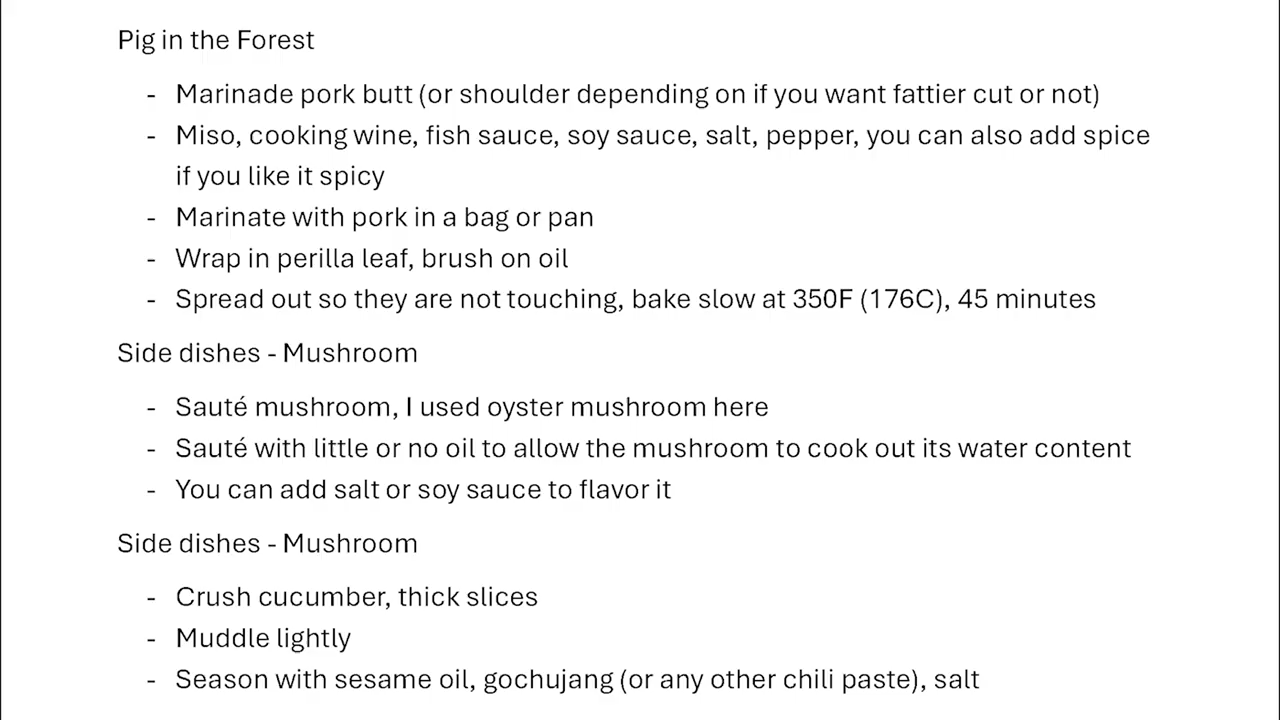 Pig in the Forest
- Marinade pork butt (or shoulder depending on if you want fattier cut or not)
- Miso, cooking wine, fish sauce, soy sauce, salt, pepper, you can also add spice
if you like it spicy
- Marinate with pork in a bag or pan
- Wrap in perilla leaf, brush on oil
- Spread out so they are not touching, bake slow at 350F (176C), 45 minutes
Side dishes - Mushroom
- Sauté mushroom, I used oyster mushroom here
- Sauté with little or no oil to allow the mushroom to cook out its water content
- You can add salt or soy sauce to flavor it
Side dishes - Mushroom
- Crush cucumber, thick slices
- Muddle lightly
- Season with sesame oil, gochujang (or any other chili paste), salt